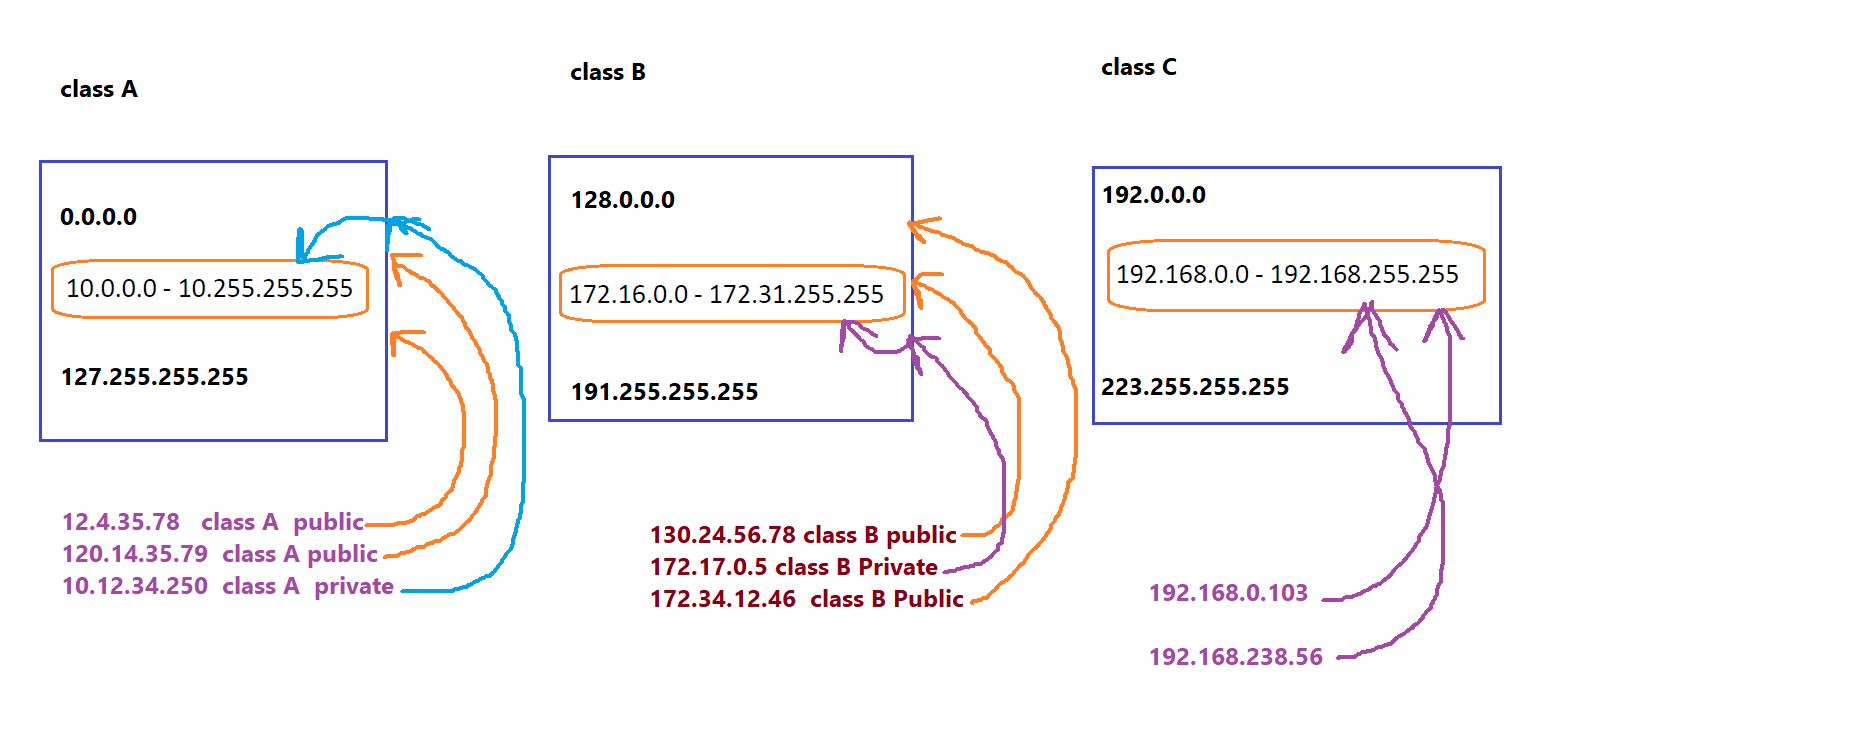 class A
0.0.0.0
10.0.0.0 - 10.255.255.255
127.255.255.255
12.4.35.78 class A public
120.14.35.79 class A public
10.12.34.250 class A private
class B
128.0.0.0
172.16.0.0 - 172.31.255.255
191.255.255.255
130.24.56.78 class B public
172.17.0.5 class B Private
172.34.12.46 class B Public
class C
192.0.0.0
192.168.0.0 - 192.168.255.255
223.255.255.255
192.168.0.103
192.168.238.56